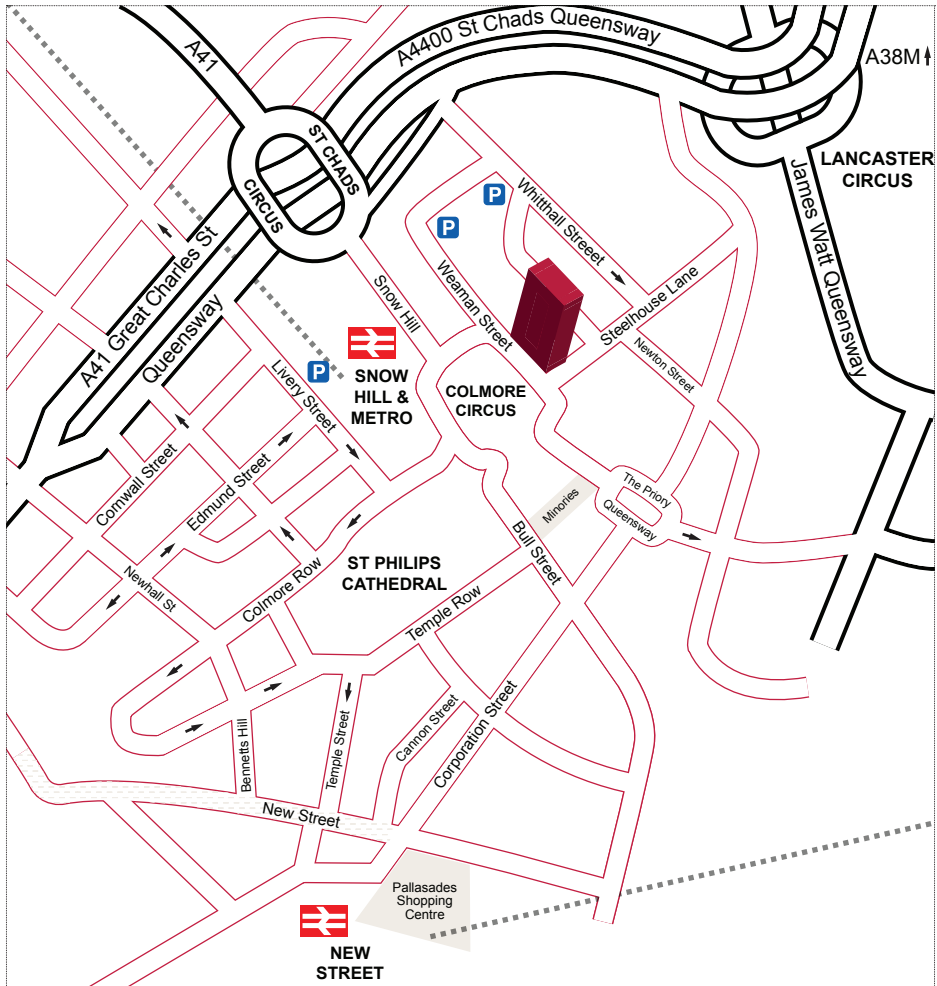 A41
A4400 St Chads Queensway
A38M
ST CHADS
CIRCUS
LANCASTER
CIRCUS
James Watt Queensway
P
P
Whitthall Streeet
A41 Great Charles St
Queensway
Snow Hill
Weaman Street
Steelhouse Lane
Newton Street
P
SNOW
HILL &
METRO
COLMORE
CIRCUS
Livery Street
Cornwall Street
Edmund Street
The Priory
Queensway
Minories
Bull Street
ST PHILIPS
CATHEDRAL
Newhall St
Colmore Row
Temple Row
Bennetts Hill
Temple Street
Cannon Street
Corporation Street
New Street
Pallasades
Shopping
Centre
NEW
STREET